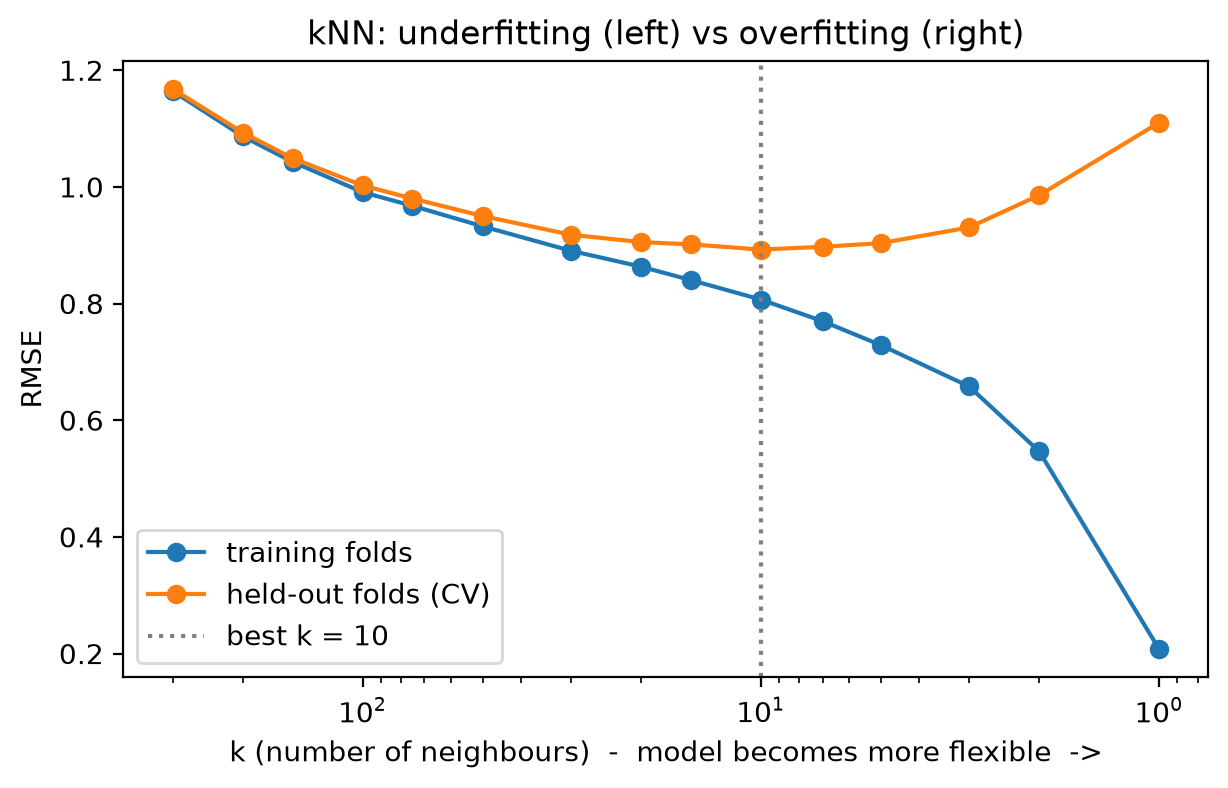 kNN: underfitting (left) vs overfitting (right)
1.2
1.0
0.8
0.6
0.4
0.2
RMSE
training folds
held-out folds (CV)
best k = 10
10² 10¹ 10⁰
k (number of neighbours) - model becomes more flexible ->